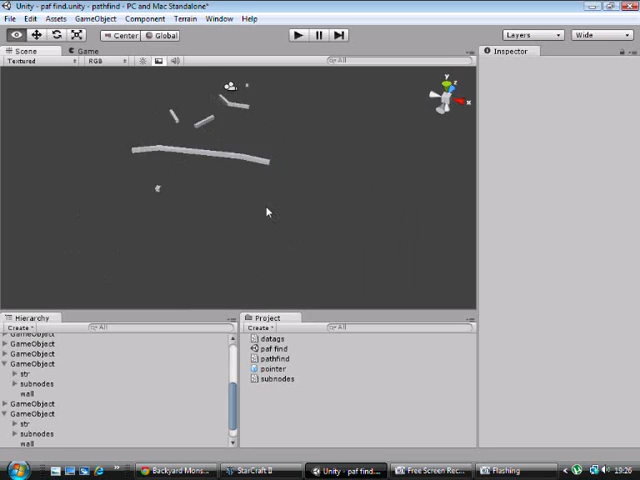 Unity - paf find.unity - pathfind - PC and Mac Standalone*
File Edit Assets GameObject Component Terrain Window Help
Center Global Layers Wide
Scene Game Inspector
Textured RGB All
y
z
x
Hierarchy Project
Create All Create All
GameObject
GameObject
GameObject
GameObject
str
subnodes
wall
GameObject
GameObject
str
subnodes
wall
datags
paf find
pathfind
pointer
subnodes
Backyard Mons... StarCraft II Unity - paf find.... Free Screen Rec... Flashing 19:26